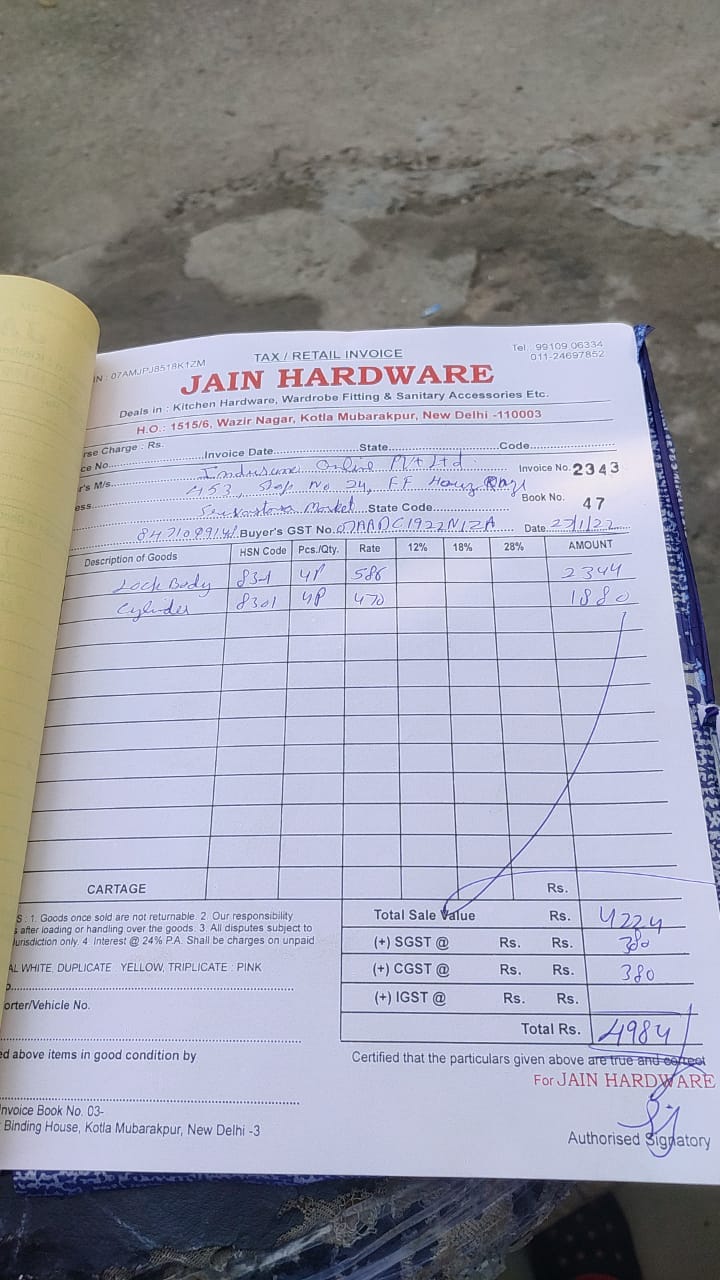 IN : 07AMJPJ8518K1ZM
TAX / RETAIL INVOICE
Tel.: 99109 06334
011-24697852
JAIN HARDWARE
Deals in : Kitchen Hardware, Wardrobe Fitting & Sanitary Accessories Etc.
H.O.: 1515/6, Wazir Nagar, Kotla Mubarakpur, New Delhi -110003
rse Charge : Rs.
ce No. Invoice Date State Code
r's M/s. Online Pvt Ltd. Invoice No. 2343
ess 453, No 24, FF Hauz
Market State Code Book No. 47
Buyer's GST No. 07AADC1922N1ZA Date 27/1/22
Description of Goods HSN Code Pcs./Qty. Rate 12% 18% 28% AMOUNT
Lock Body 4P 586 2344
Cylinder 8301 4P 470 1880
CARTAGE Rs.
S : 1. Goods once sold are not returnable. 2. Our responsibility
s after loading or handling over the goods. 3. All disputes subject to
jurisdiction only. 4 Interest @ 24% P.A. Shall be charges on unpaid
AL WHITE, DUPLICATE YELLOW, TRIPLICATE : PINK
orter/Vehicle No.
ed above items in good condition by
nvoice Book No. 03-
Binding House, Kotla Mubarakpur, New Delhi -3
Total Sale Value Rs. 4224
(+) SGST @ Rs. Rs. 380
(+) CGST @ Rs. Rs. 380
(+) IGST @ Rs. Rs.
Total Rs. 4984
Certified that the particulars given above are true and correct
For JAIN HARDWARE
Authorised Signatory